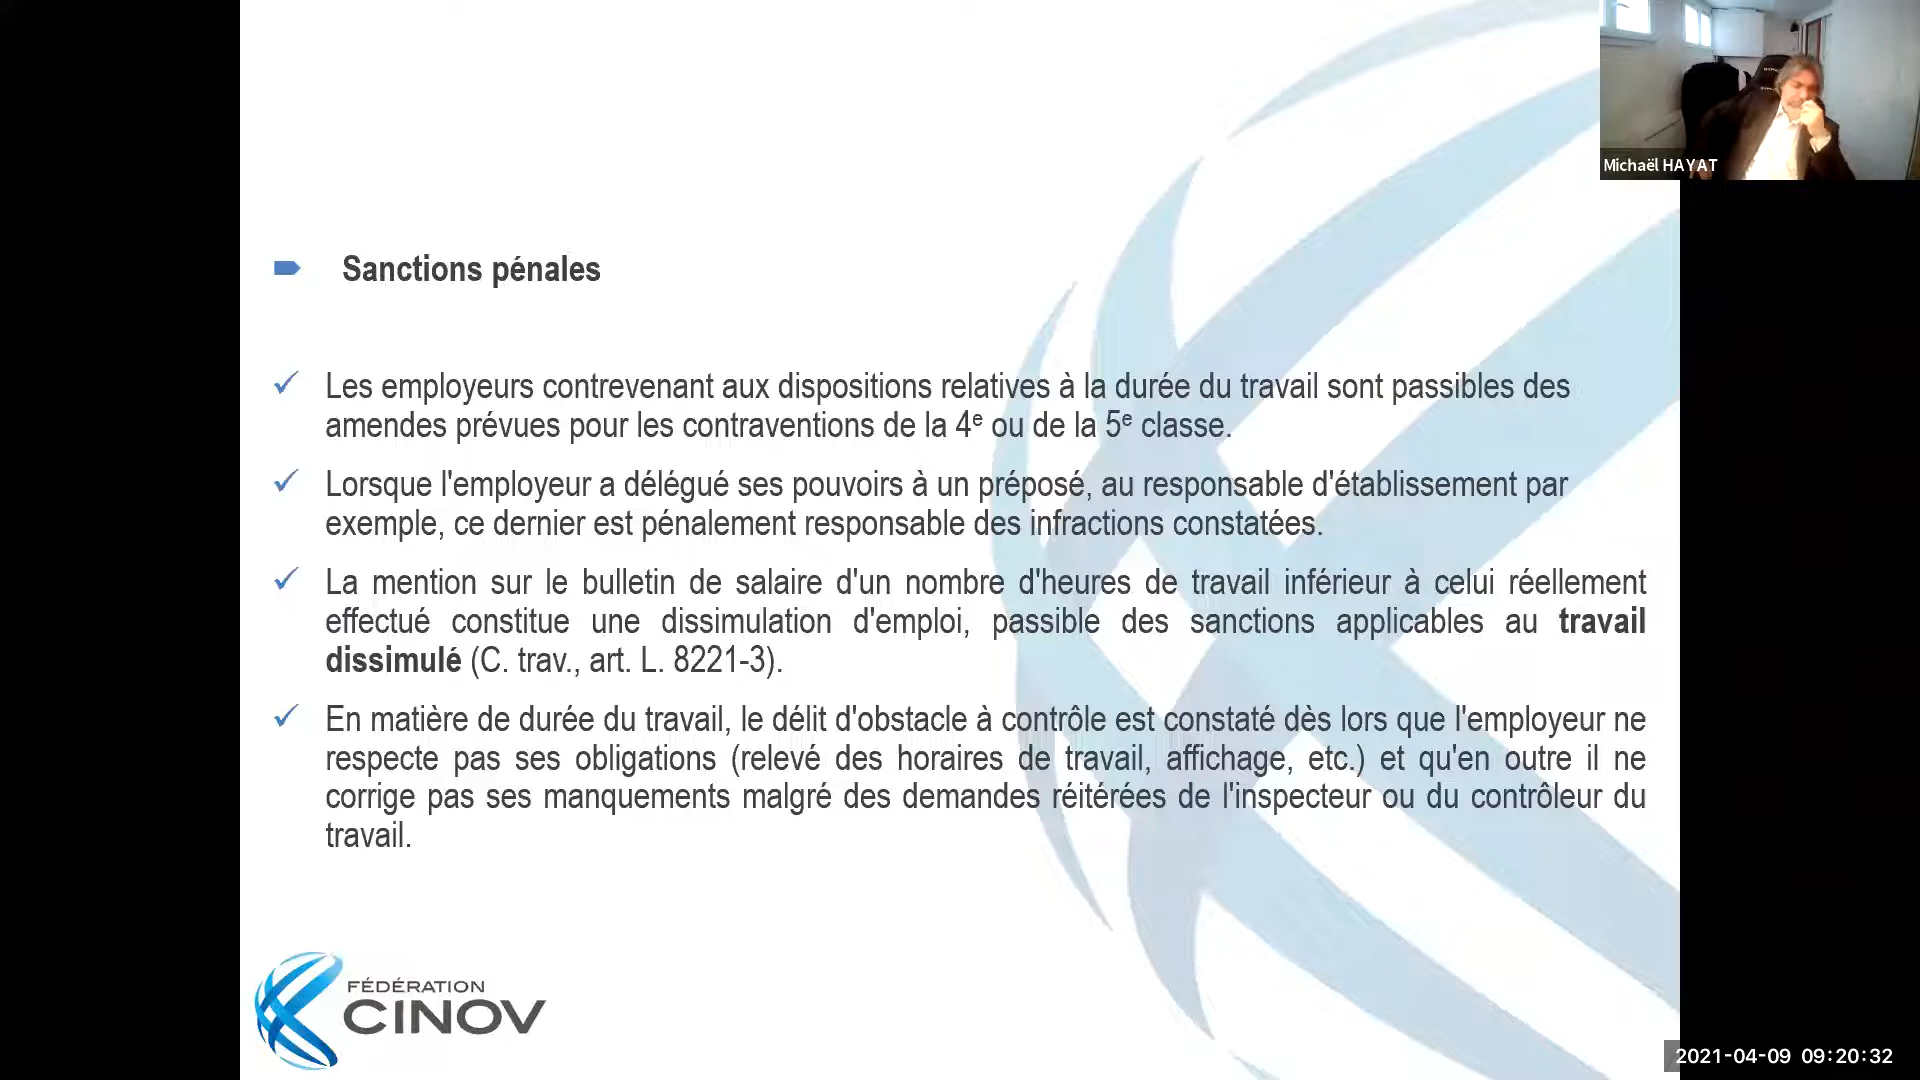 Michaël HAYAT
Sanctions pénales
Les employeurs contrevenant aux dispositions relatives à la durée du travail sont passibles des
amendes prévues pour les contraventions de la 4e ou de la 5e classe.
Lorsque l'employeur a délégué ses pouvoirs à un préposé, au responsable d'établissement par
exemple, ce dernier est pénalement responsable des infractions constatées.
La mention sur le bulletin de salaire d'un nombre d'heures de travail inférieur à celui réellement
effectué constitue une dissimulation d'emploi, passible des sanctions applicables au travail
dissimulé (C. trav., art. L. 8221-3).
En matière de durée du travail, le délit d'obstacle à contrôle est constaté dès lors que l'employeur ne
respecte pas ses obligations (relevé des horaires de travail, affichage, etc.) et qu'en outre il ne
corrige pas ses manquements malgré des demandes réitérées de l'inspecteur ou du contrôleur du
travail.
FÉDÉRATION
CINOV
2021-04-09 09:20:32